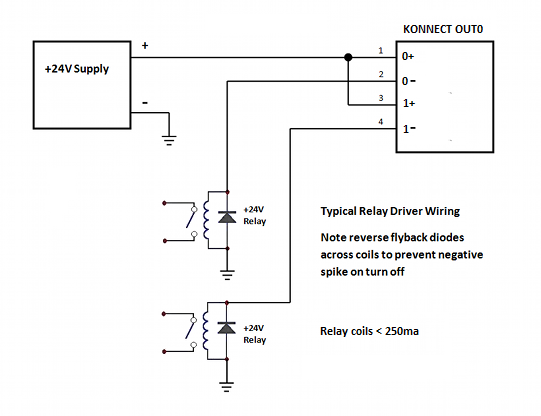 KONNECT OUT0
+
+24V Supply
-
1
0+
2
0-
3
1+
4
1-
+24V
Relay
Typical Relay Driver Wiring
Note reverse flyback diodes
across coils to prevent negative
spike on turn off
+24V
Relay
Relay coils < 250ma